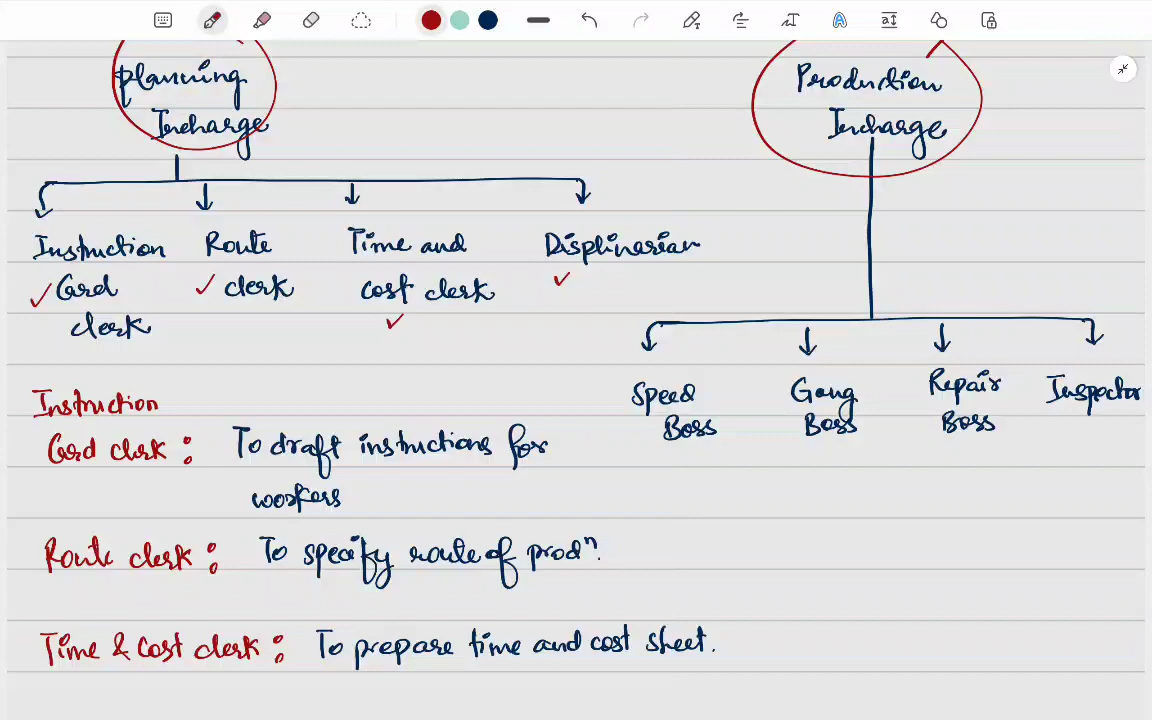 Planning
Incharge
Production
Incharge
Instruction
Card
clerk
Route
clerk
Time and
cost clerk
Displinarian
Speed
Boss
Gang
Boss
Repair
Boss
Inspector
Instruction
Card clerk : To draft instructions for
workers
Route clerk : To specify route of prodⁿ.
Time & Cost clerk : To prepare time and cost sheet.